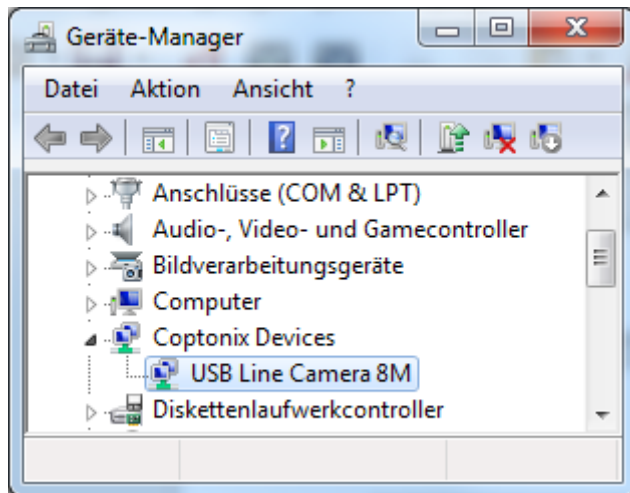 Geräte-Manager
Datei Aktion Ansicht ?
Anschlüsse (COM & LPT)
Audio-, Video- und Gamecontroller
Bildverarbeitungsgeräte
Computer
Coptonix Devices
USB Line Camera 8M
Diskettenlaufwerkcontroller